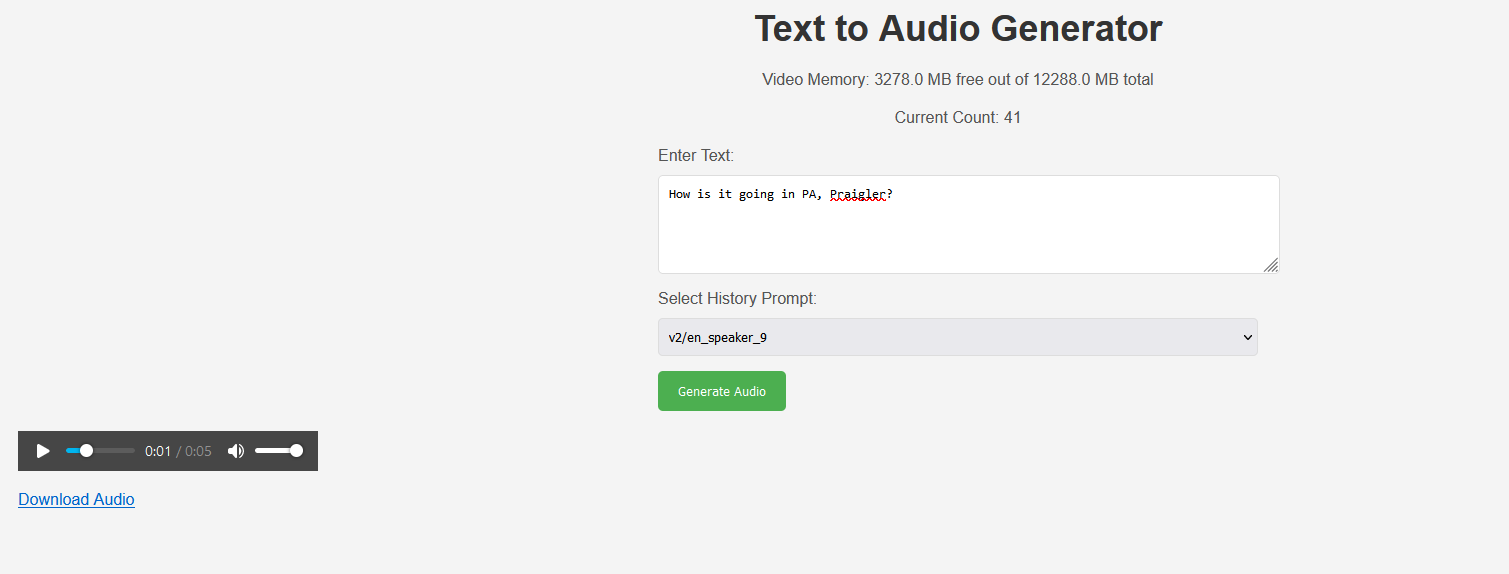 Text to Audio Generator
Video Memory: 3278.0 MB free out of 12288.0 MB total
Current Count: 41
Enter Text:
How is it going in PA, Praigler?
Select History Prompt:
v2/en_speaker_9
Generate Audio
0:01 / 0:05
Download Audio